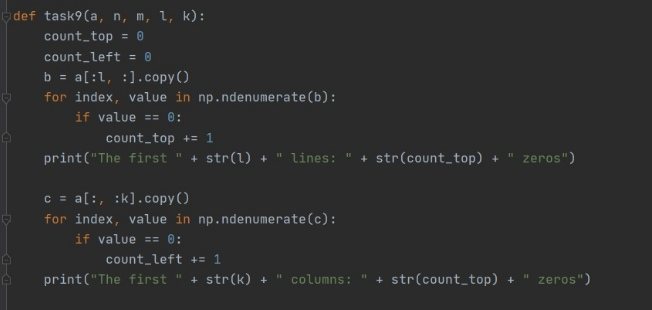 def task9(a, n, m, l, k):
    count_top = 0
    count_left = 0
    b = a[:l, :].copy()
    for index, value in np.ndenumerate(b):
        if value == 0:
            count_top += 1
    print("The first " + str(l) + " lines: " + str(count_top) + " zeros")
    c = a[:, :k].copy()
    for index, value in np.ndenumerate(c):
        if value == 0:
            count_left += 1
    print("The first " + str(k) + " columns: " + str(count_top) + " zeros")